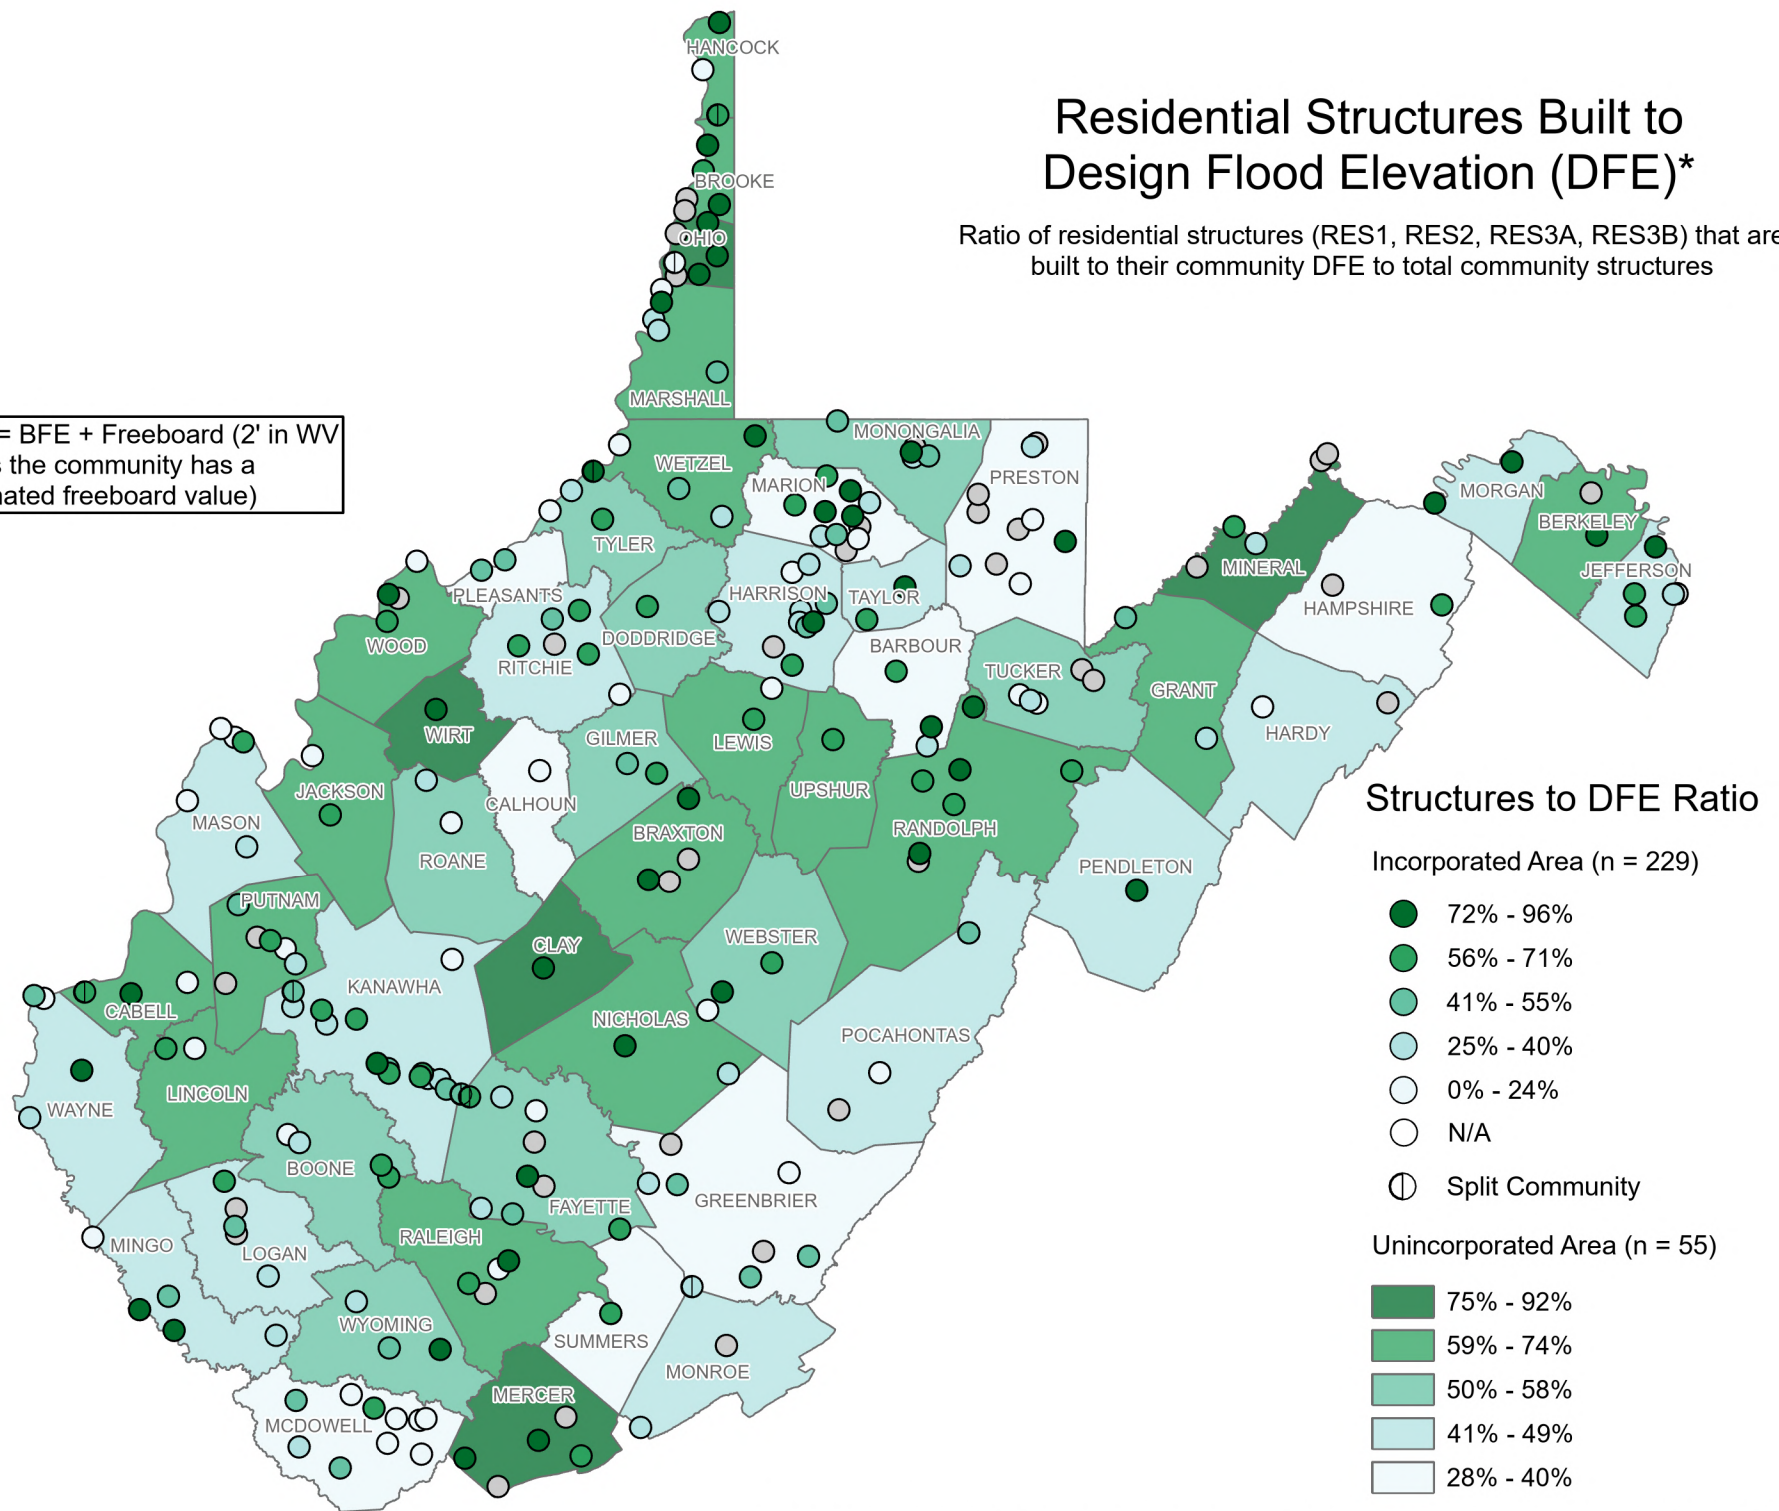 Residential Structures Built to
Design Flood Elevation (DFE)*
Ratio of residential structures (RES1, RES2, RES3A, RES3B) that are
built to their community DFE to total community structures
= BFE + Freeboard (2' in WV
the community has a
freeboard value)
HANCOCK
BROOKE
OHIO
MARSHALL
WETZEL
MONONGALIA
MARION
PRESTON
MORGAN
BERKELEY
JEFFERSON
TYLER
PLEASANTS
HARRISON
TAYLOR
MINERAL
HAMPSHIRE
WOOD
RITCHIE
DODDRIDGE
BARBOUR
TUCKER
GRANT
HARDY
WIRT
GILMER
LEWIS
UPSHUR
JACKSON
CALHOUN
MASON
ROANE
BRAXTON
RANDOLPH
PENDLETON
PUTNAM
CLAY
WEBSTER
KANAWHA
CABELL
NICHOLAS
POCAHONTAS
LINCOLN
WAYNE
BOONE
FAYETTE
GREENBRIER
MINGO
LOGAN
RALEIGH
WYOMING
SUMMERS
MONROE
MCDOWELL
MERCER
Structures to DFE Ratio
Incorporated Area (n = 229)
72% - 96%
56% - 71%
41% - 55%
25% - 40%
0% - 24%
N/A
Split Community
Unincorporated Area (n = 55)
75% - 92%
59% - 74%
50% - 58%
41% - 49%
28% - 40%